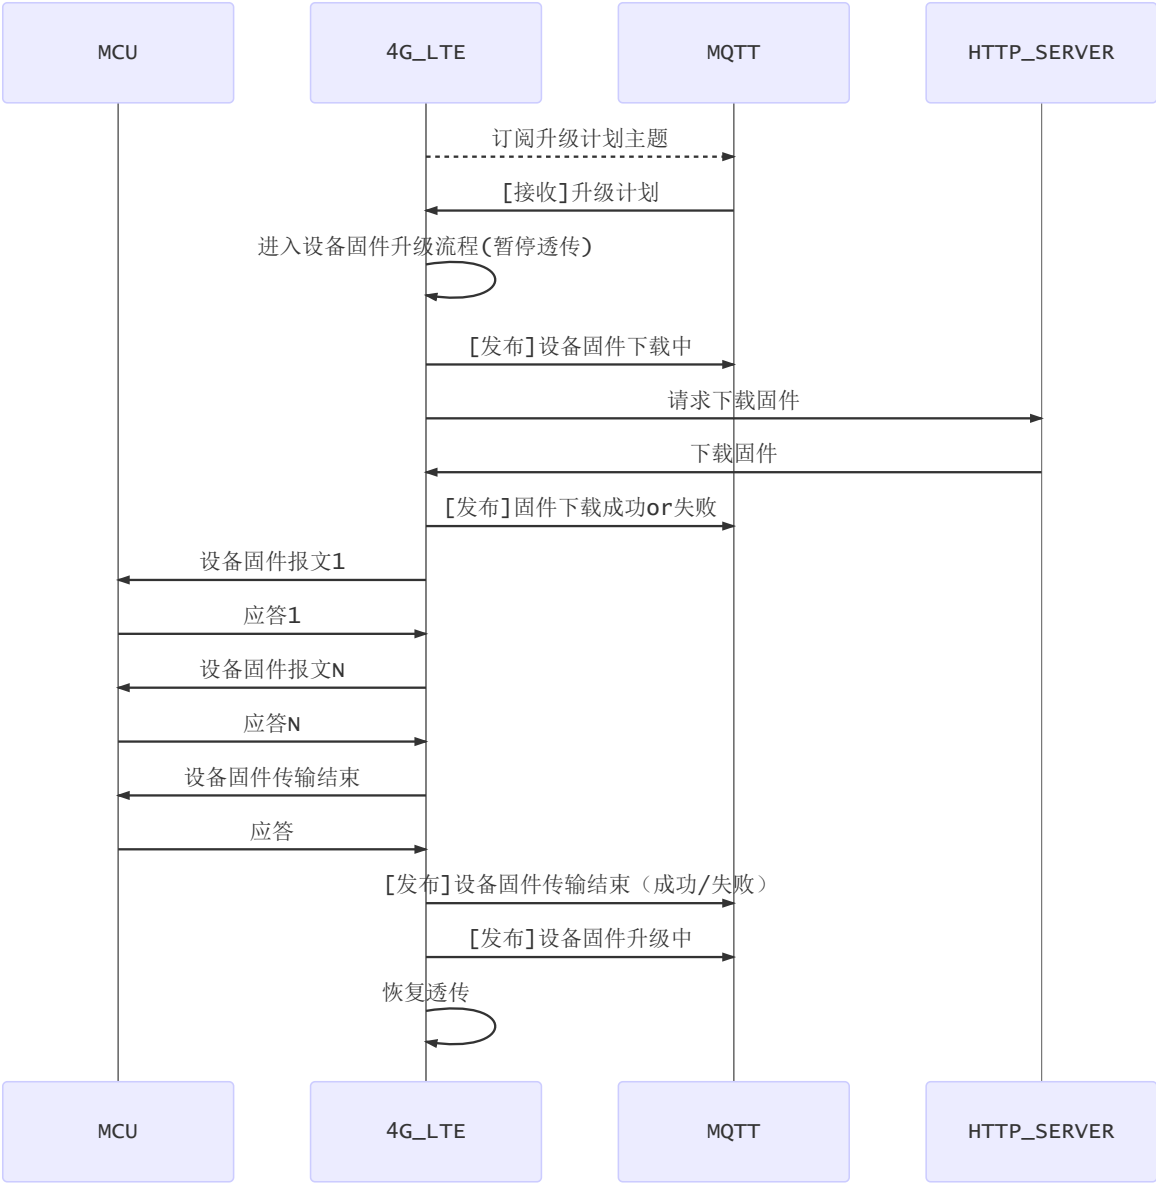 MCU
4G_LTE
MQTT
HTTP_SERVER
订阅升级计划主题
[接收]升级计划
进入设备固件升级流程(暂停透传)
[发布]设备固件下载中
请求下载固件
下载固件
[发布]固件下载成功or失败
设备固件报文1
应答1
设备固件报文N
应答N
设备固件传输结束
应答
[发布]设备固件传输结束（成功/失败）
[发布]设备固件升级中
恢复透传
MCU
4G_LTE
MQTT
HTTP_SERVER